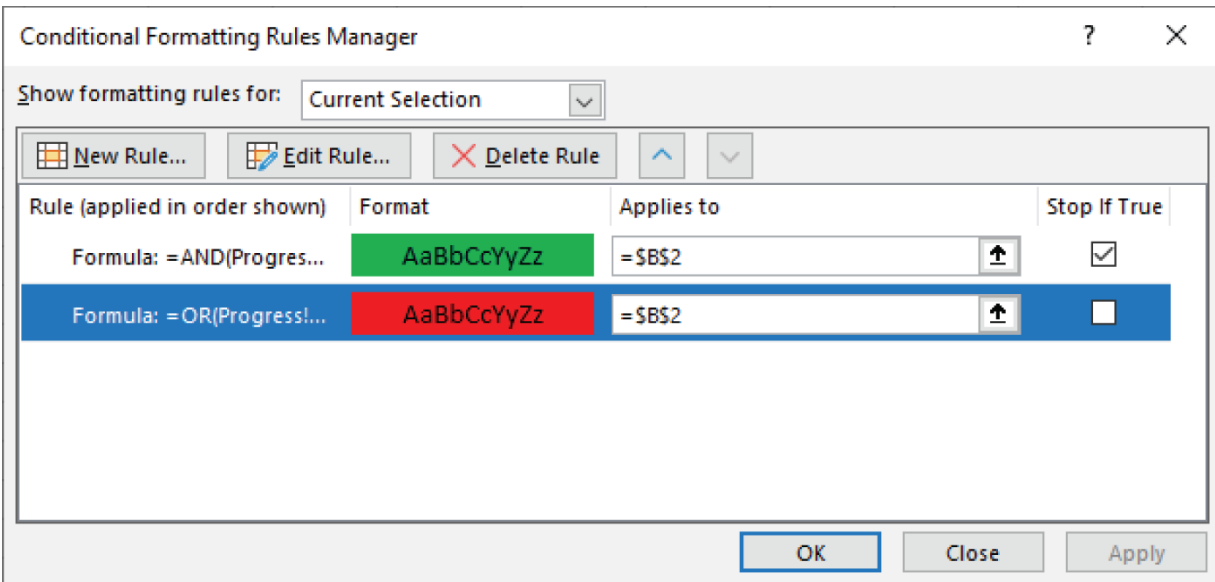 Conditional Formatting Rules Manager ?
Show formatting rules for: Current Selection
New Rule... Edit Rule... Delete Rule
Rule (applied in order shown) Format Applies to Stop If True
Formula: =AND(Progres... AaBbCcYyZz =$B$2
Formula: =OR(Progress!... AaBbCcYyZz =$B$2
OK Close Apply